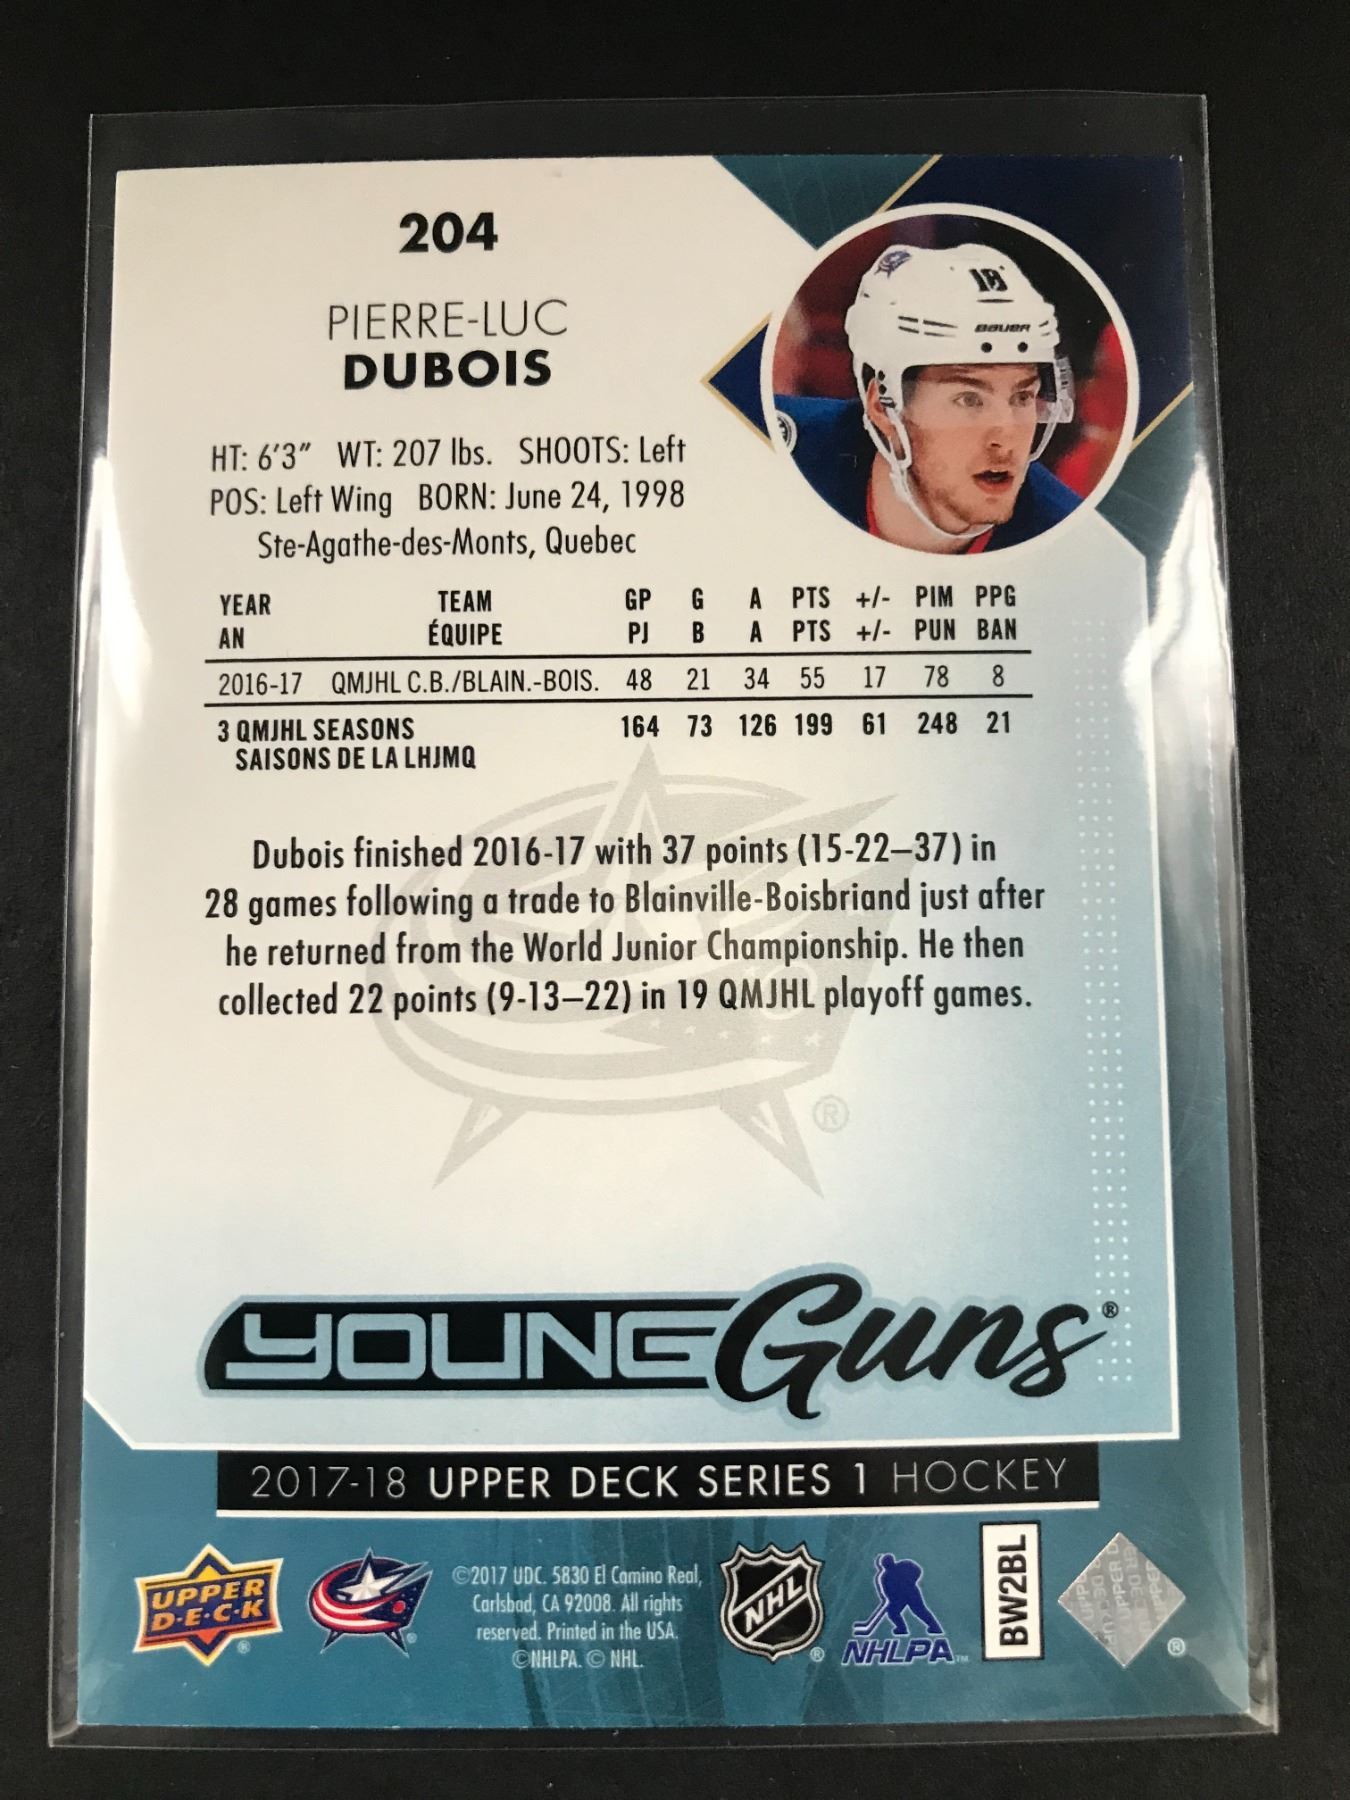 204
PIERRE-LUC
DUBOIS
18
BAUER
HT: 6'3" WT: 207 lbs. SHOOTS: Left
POS: Left Wing BORN: June 24, 1998
Ste-Agathe-des-Monts, Quebec
YEAR TEAM GP G A PTS +/- PIM PPG
AN ÉQUIPE PJ B A PTS +/- PUN BAN
2016-17 QMJHL C.B./BLAIN.-BOIS. 48 21 34 55 17 78 8
3 QMJHL SEASONS 164 73 126 199 61 248 21
SAISONS DE LA LHJMQ
Dubois finished 2016-17 with 37 points (15-22–37) in
28 games following a trade to Blainville-Boisbriand just after
he returned from the World Junior Championship. He then
collected 22 points (9-13–22) in 19 QMJHL playoff games.
®
YOUNG Guns®
2017-18 UPPER DECK SERIES 1 HOCKEY
UPPER
D•E•C•K
®
©2017 UDC. 5830 El Camino Real,
Carlsbad, CA 92008. All rights
reserved. Printed in the USA.
©NHLPA. © NHL.
NHL
®
NHLPA™
BW2BL
®